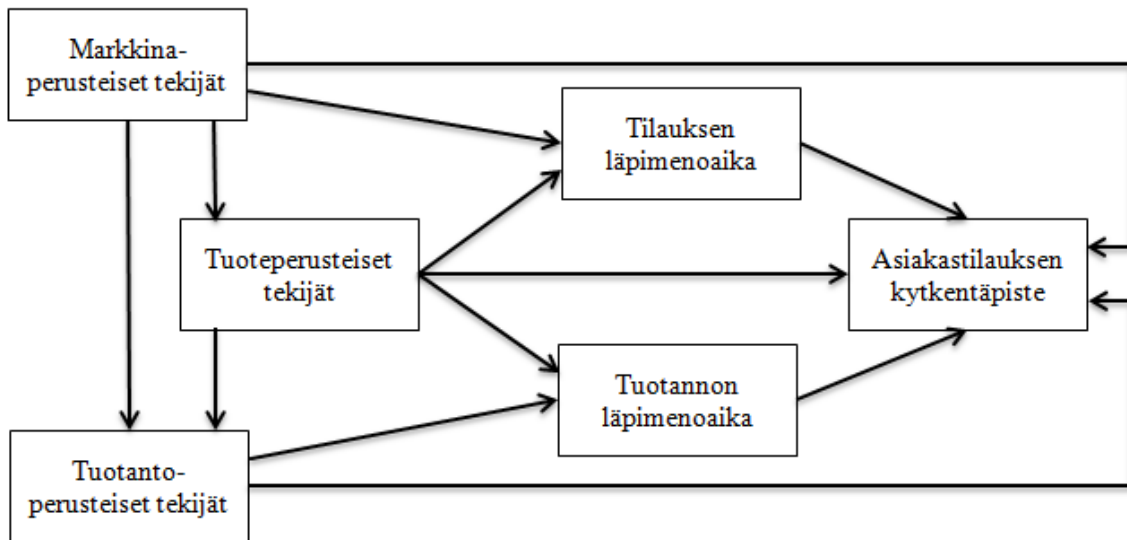 Markkina-
perusteiset tekijät
Tilauksen
läpimenoaika
Tuoteperusteiset
tekijät
Asiakastilauksen
kytkentäpiste
Tuotannon
läpimenoaika
Tuotanto-
perusteiset tekijät